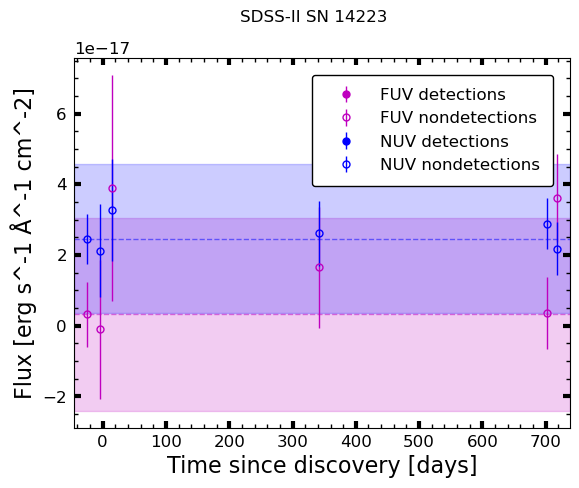 SDSS-II SN 14223
1e−17
FUV detections
FUV nondetections
NUV detections
NUV nondetections
6
4
2
0
−2
Flux [erg s^-1 Å^-1 cm^-2]
0 100 200 300 400 500 600 700
Time since discovery [days]